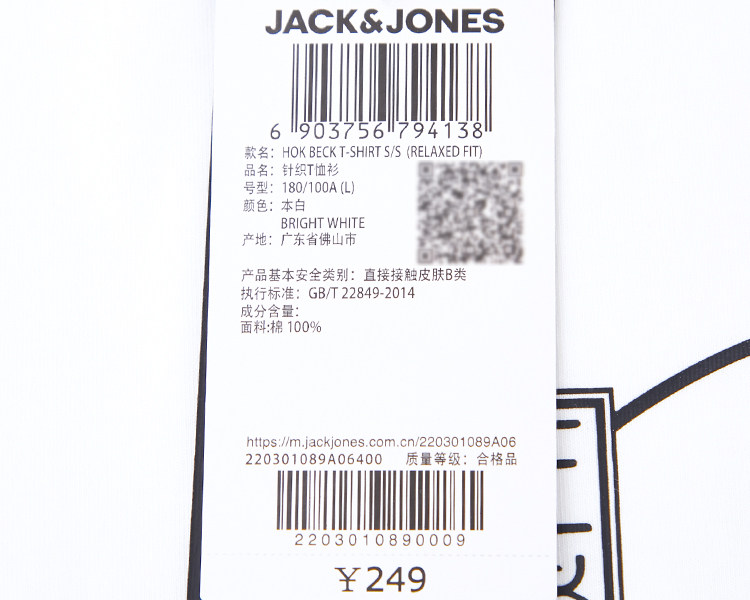 JACK&JONES
6 903756 794138
款名: HOK BECK T-SHIRT S/S (RELAXED FIT)
品名: 针织T恤衫
号型: 180/100A (L)
颜色: 本白
BRIGHT WHITE
产地: 广东省佛山市
产品基本安全类别: 直接接触皮肤B类
执行标准: GB/T 22849-2014
成分含量:
面料:棉 100%
https://m.jackjones.com.cn/220301089A06
220301089A06400 质量等级: 合格品
2203010890009
¥249